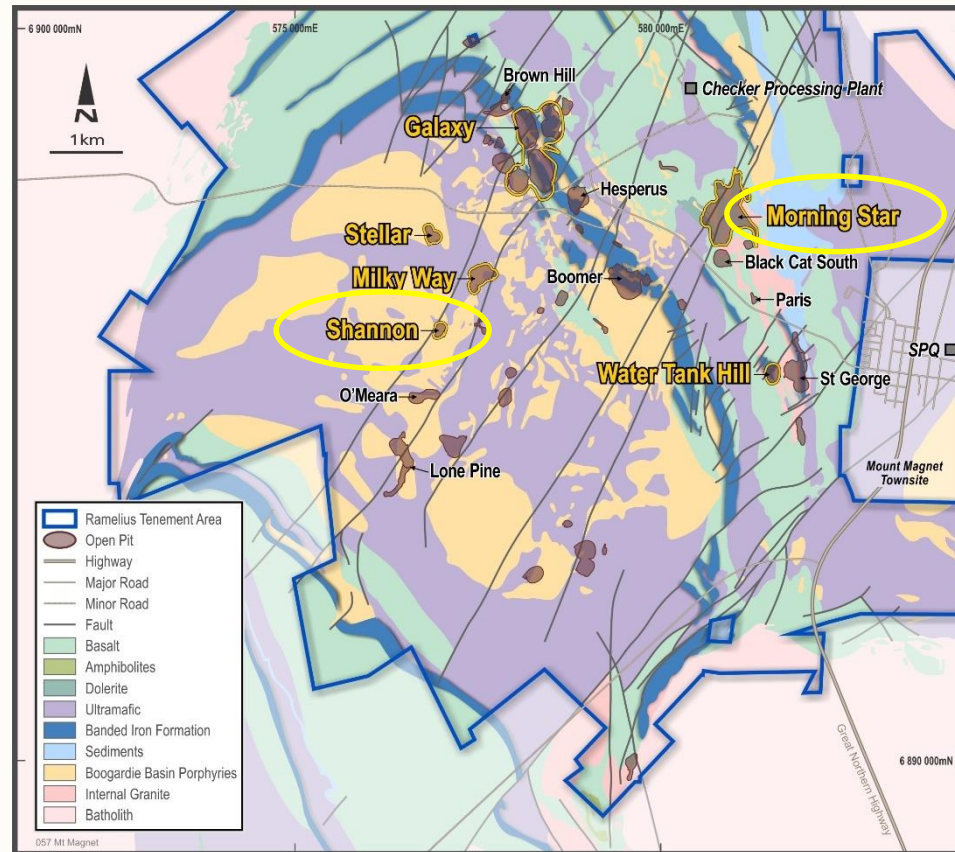 6 900 000mN
575 000mE
580 000mE
N
1km
Brown Hill
Checker Processing Plant
Galaxy
Hesperus
Morning Star
Stellar
Black Cat South
Milky Way
Boomer
Paris
Shannon
SPQ
Water Tank Hill
St George
O'Meara
Lone Pine
Mount Magnet
Townsite
Ramelius Tenement Area
Open Pit
Highway
Major Road
Minor Road
Fault
Basalt
Amphibolites
Dolerite
Ultramafic
Banded Iron Formation
Sediments
Boogardie Basin Porphyries
Internal Granite
Batholith
6 890 000mN
Great Northern Highway
057 Mt Magnet